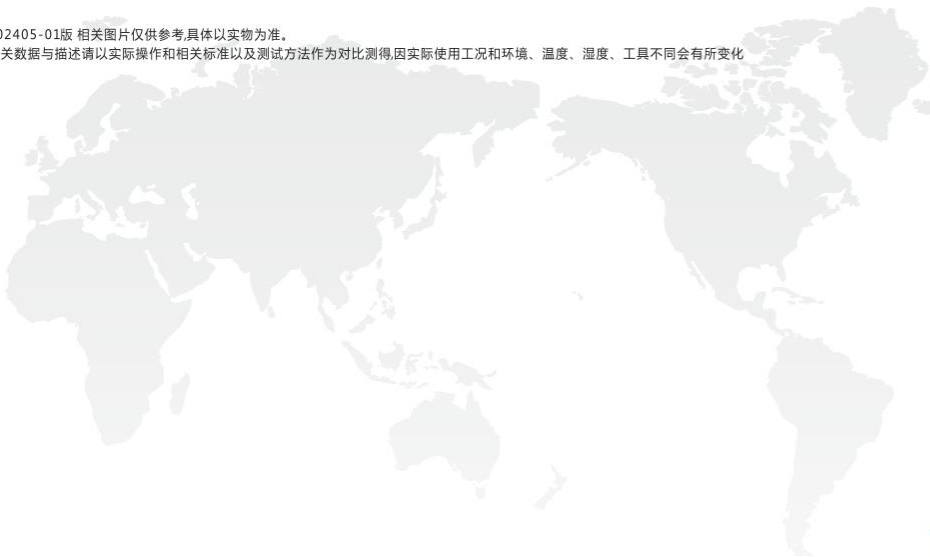 02405-01版 相关图片仅供参考,具体以实物为准。
关数据与描述请以实际操作和相关标准以及测试方法作为对比测得,因实际使用工况和环境、温度、湿度、工具不同会有所变化